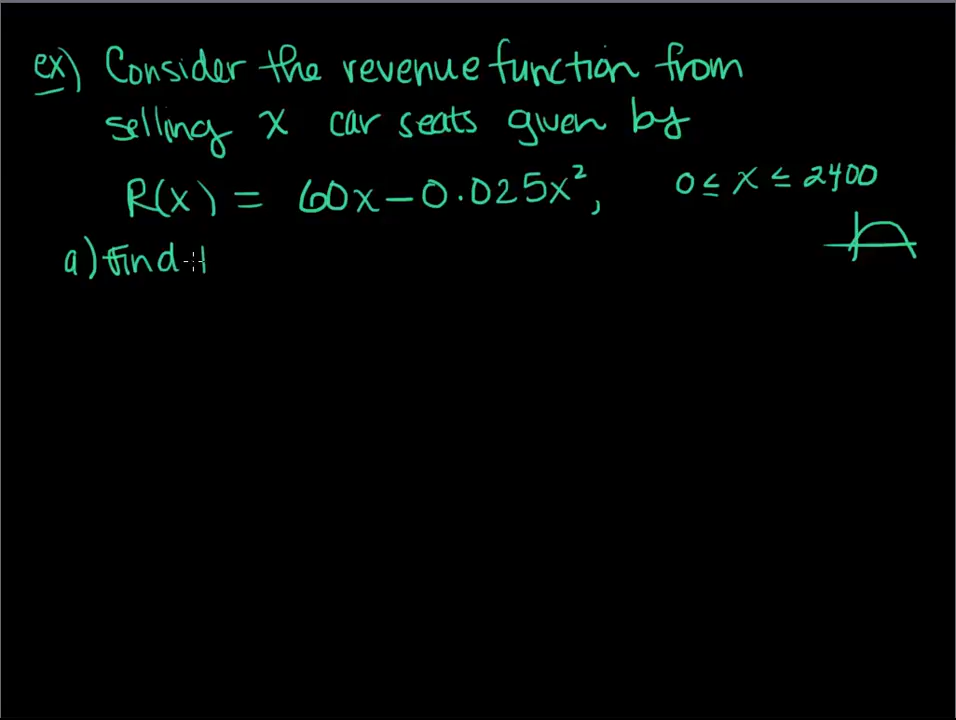 ex) Consider the revenue function from
selling x car seats given by
R(x) = 60x - 0.025x², 0 ≤ x ≤ 2400
a) find